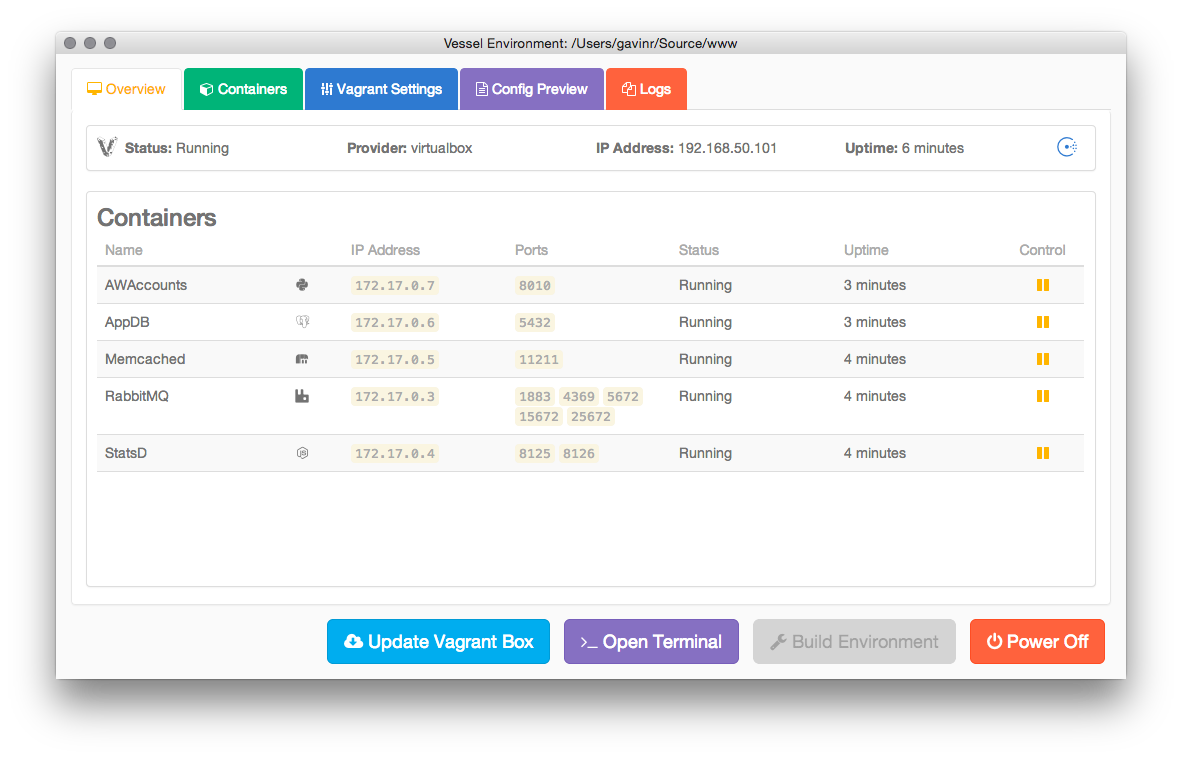 Vessel Environment: /Users/gavinr/Source/www
Overview Containers Vagrant Settings Config Preview Logs
Status: Running Provider: virtualbox IP Address: 192.168.50.101 Uptime: 6 minutes
Containers
Name IP Address Ports Status Uptime Control
AWAccounts 172.17.0.7 8010 Running 3 minutes
AppDB 172.17.0.6 5432 Running 3 minutes
Memcached 172.17.0.5 11211 Running 4 minutes
RabbitMQ 172.17.0.3 1883 4369 5672 Running 4 minutes
15672 25672
StatsD 172.17.0.4 8125 8126 Running 4 minutes
Update Vagrant Box >_ Open Terminal Build Environment Power Off